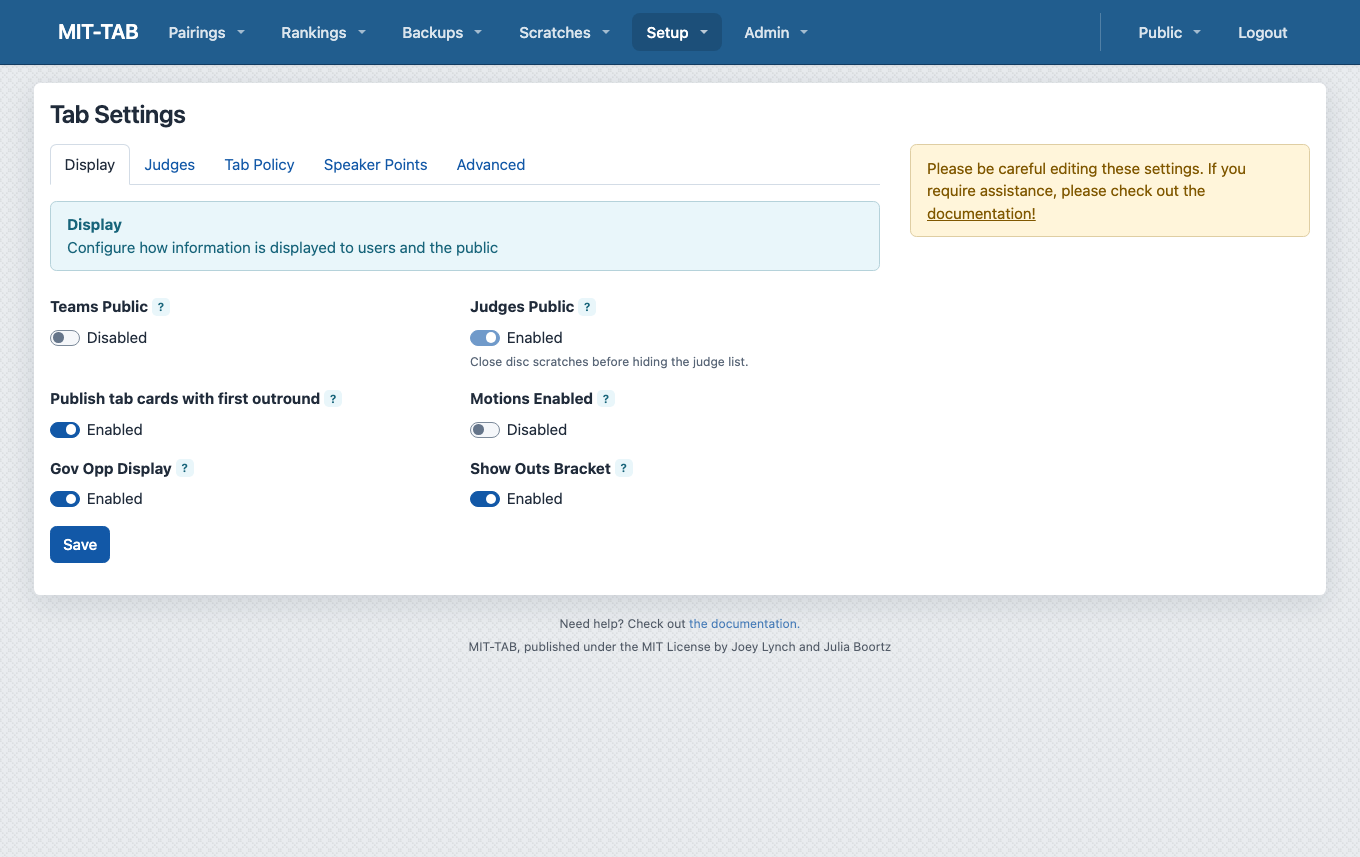 MIT-TAB Pairings Rankings Backups Scratches Setup Admin Public Logout
Tab Settings
Display Judges Tab Policy Speaker Points Advanced
Display
Configure how information is displayed to users and the public
Please be careful editing these settings. If you
require assistance, please check out the
documentation!
Teams Public ?
Disabled
Judges Public ?
Enabled
Close disc scratches before hiding the judge list.
Publish tab cards with first outround ?
Enabled
Motions Enabled ?
Disabled
Gov Opp Display ?
Enabled
Show Outs Bracket ?
Enabled
Save
Need help? Check out the documentation.
MIT-TAB, published under the MIT License by Joey Lynch and Julia Boortz